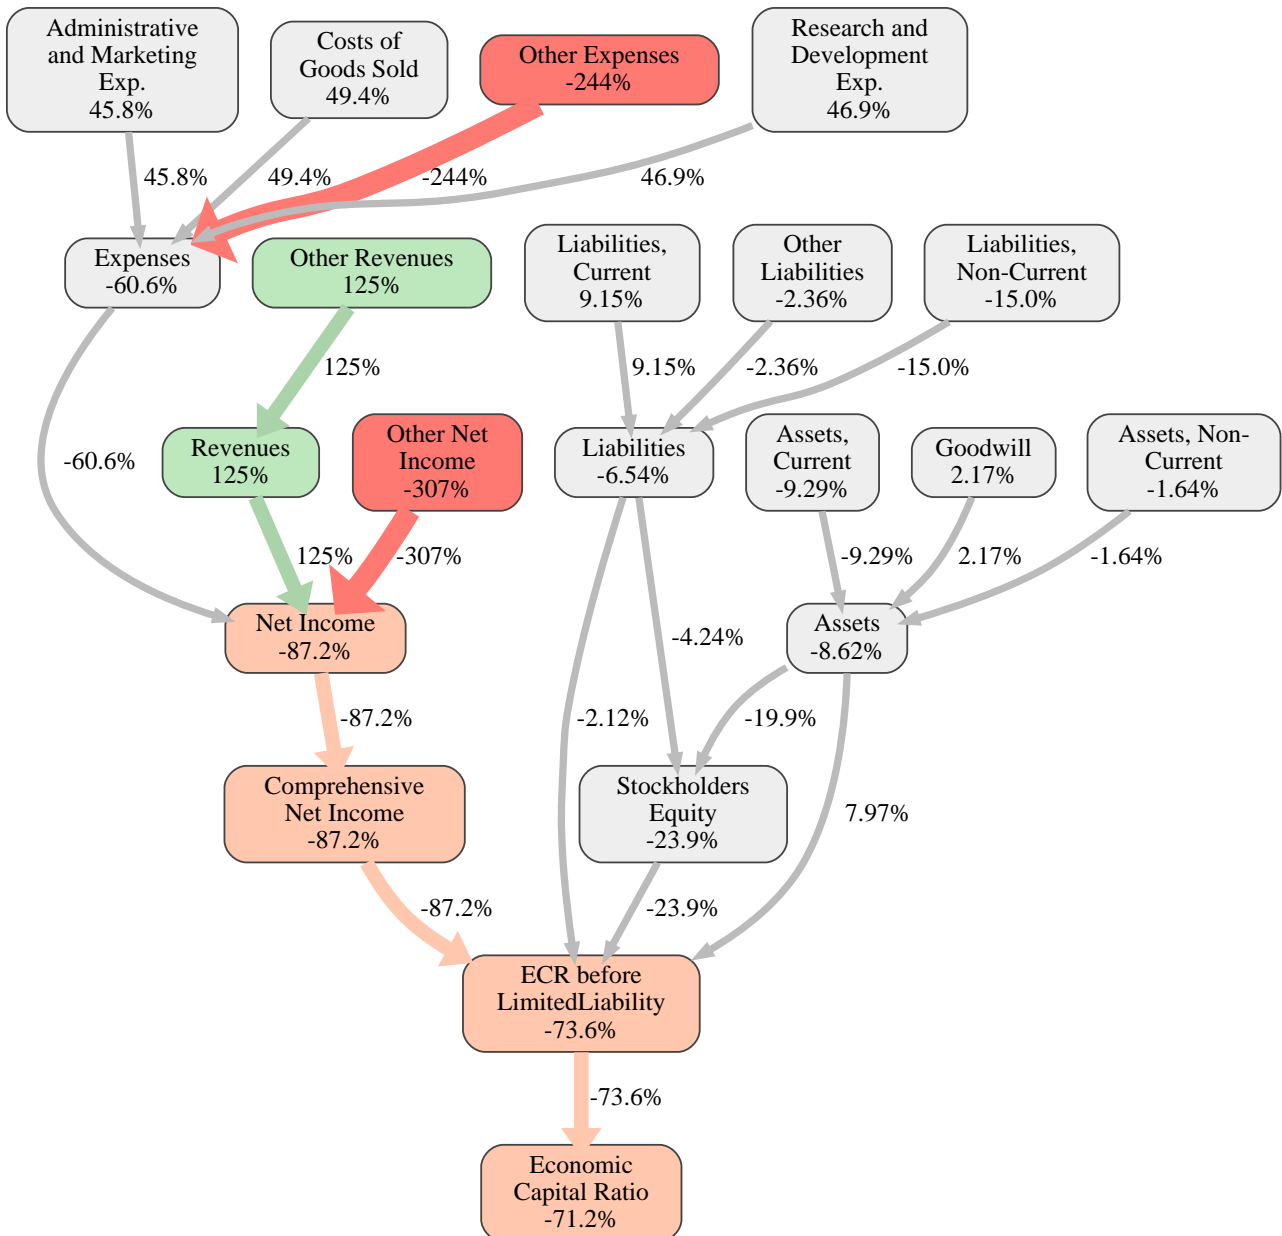 Administrative
and Marketing
Exp.
45.8%
Costs of
Goods Sold
49.4%
Other Expenses
-244%
Research and
Development
Exp.
46.9%
45.8%
49.4%
-244%
46.9%
Expenses
-60.6%
Other Revenues
125%
Liabilities,
Current
9.15%
Other
Liabilities
-2.36%
Liabilities,
Non-Current
-15.0%
125%
9.15%
-2.36%
-15.0%
-60.6%
Revenues
125%
Other Net
Income
-307%
Liabilities
-6.54%
Assets,
Current
-9.29%
Goodwill
2.17%
Assets, Non-
Current
-1.64%
125%
-307%
-9.29%
2.17%
-1.64%
Net Income
-87.2%
-4.24%
Assets
-8.62%
-87.2%
-2.12%
-19.9%
Comprehensive
Net Income
-87.2%
Stockholders
Equity
-23.9%
7.97%
-87.2%
-23.9%
ECR before
LimitedLiability
-73.6%
-73.6%
Economic
Capital Ratio
-71.2%